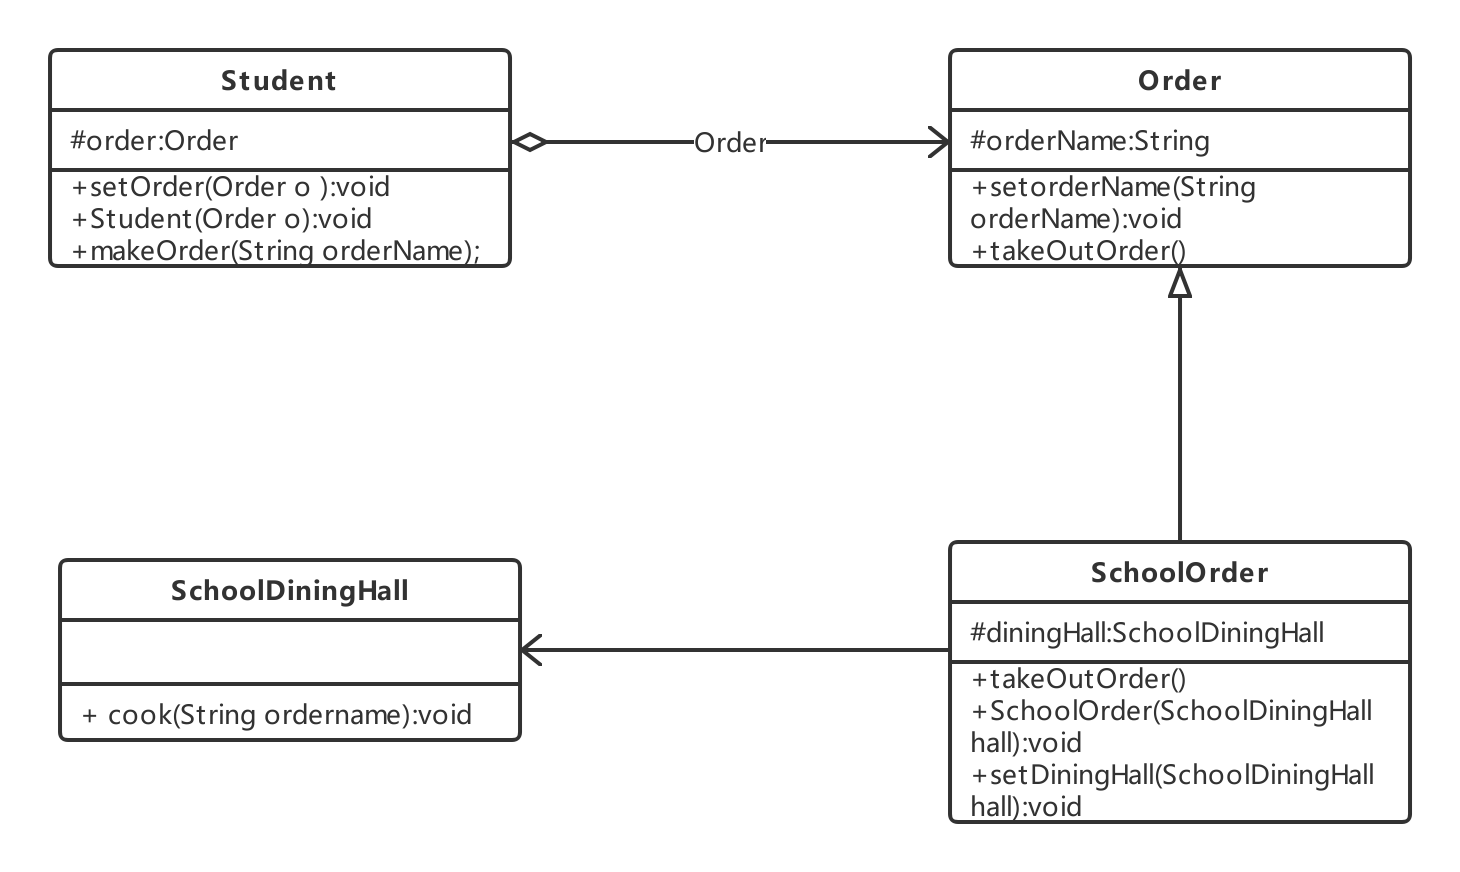 Student
#order:Order
+setOrder(Order o ):void
+Student(Order o):void
+makeOrder(String orderName);
Order
Order
#orderName:String
+setorderName(String
orderName):void
+takeOutOrder()
SchoolDiningHall
+ cook(String ordername):void
SchoolOrder
#diningHall:SchoolDiningHall
+takeOutOrder()
+SchoolOrder(SchoolDiningHall
hall):void
+setDiningHall(SchoolDiningHall
hall):void